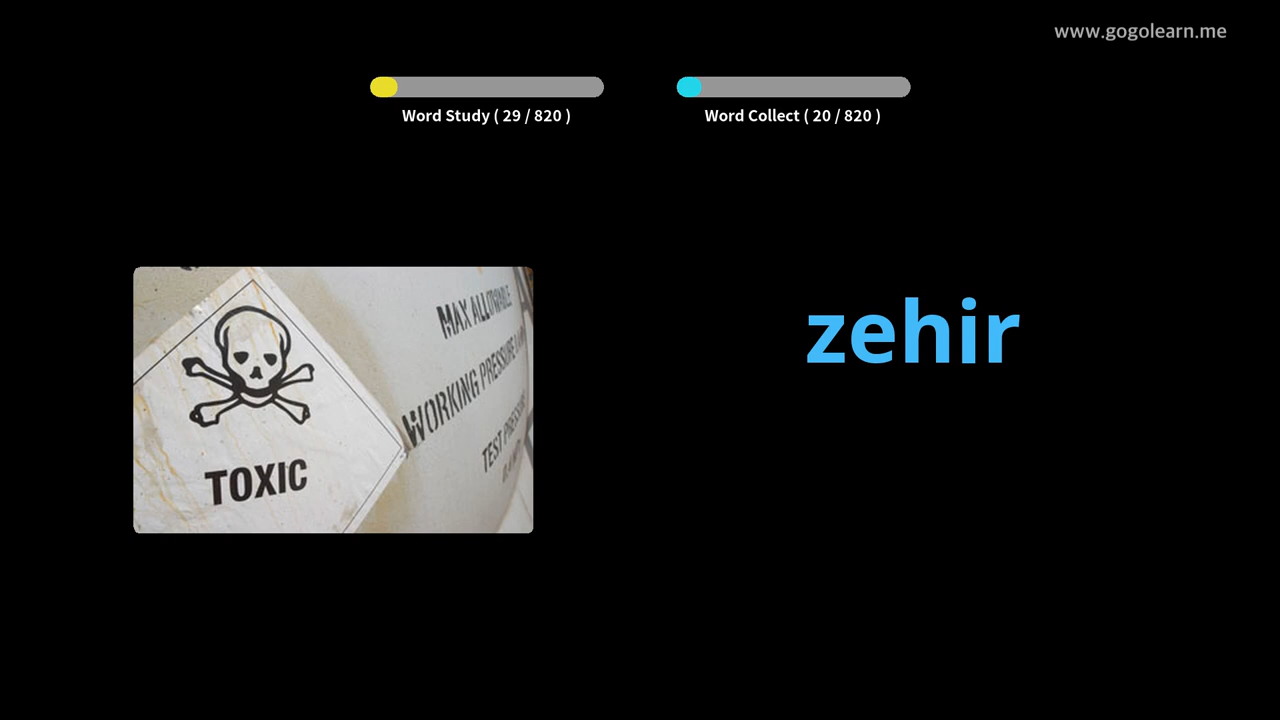 www.gogolearn.me
Word Study ( 29 / 820 )
Word Collect ( 20 / 820 )
zehir
MAX ALLOWABLE
WORKING PRESSURE
TEST PRESSURE
TOXIC